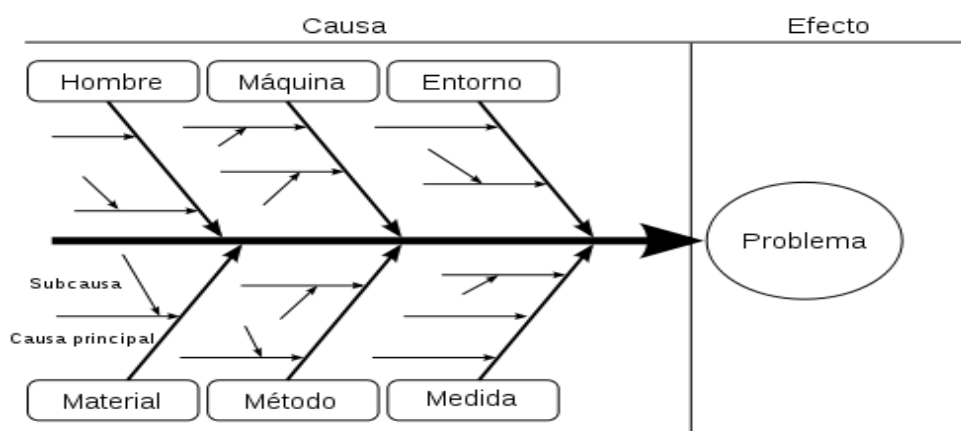 Causa
Efecto
Hombre
Máquina
Entorno
Problema
Subcausa
Causa principal
Material
Método
Medida